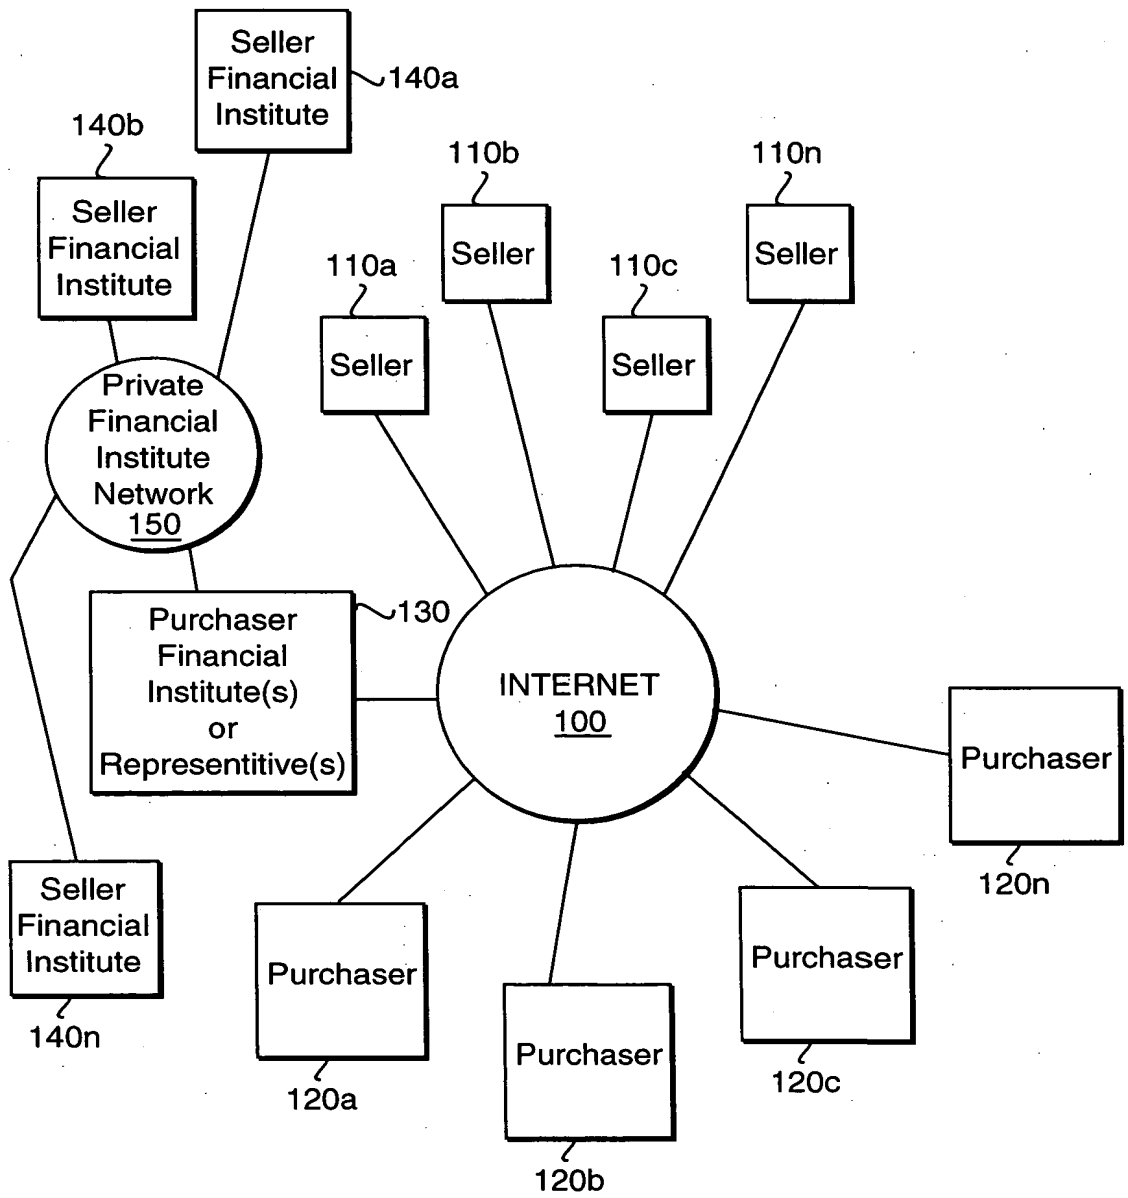 Seller
Financial
Institute
140a
140b
Seller
Financial
Institute
110b
Seller
110n
Seller
110a
Seller
110c
Seller
Private
Financial
Institute
Network
150
130
Purchaser
Financial
Institute(s)
or
Representitive(s)
INTERNET
100
Purchaser
120n
Seller
Financial
Institute
140n
Purchaser
120a
Purchaser
120b
Purchaser
120c